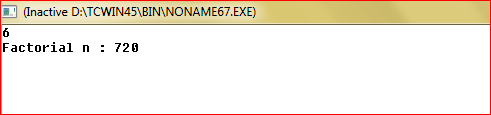 (Inactive D:\TCWIN45\BIN\NONAME67.EXE)
6
Factorial n : 720